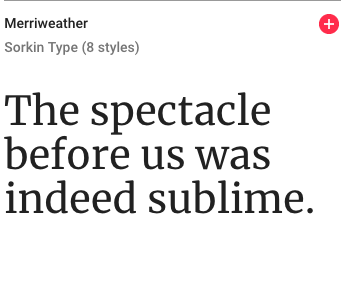 Merriweather
Sorkin Type (8 styles)
The spectacle
before us was
indeed sublime.